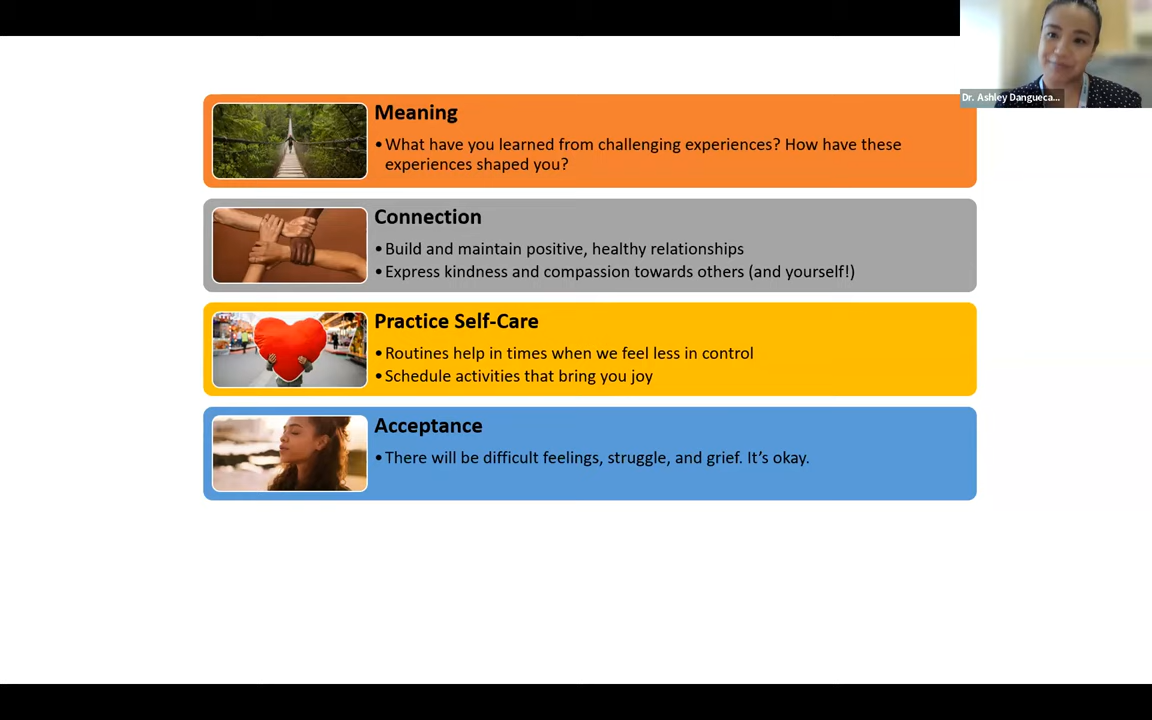 Dr. Ashley Dangueca...
Meaning
•What have you learned from challenging experiences? How have these
experiences shaped you?
Connection
•Build and maintain positive, healthy relationships
•Express kindness and compassion towards others (and yourself!)
Practice Self-Care
•Routines help in times when we feel less in control
•Schedule activities that bring you joy
Acceptance
•There will be difficult feelings, struggle, and grief. It’s okay.